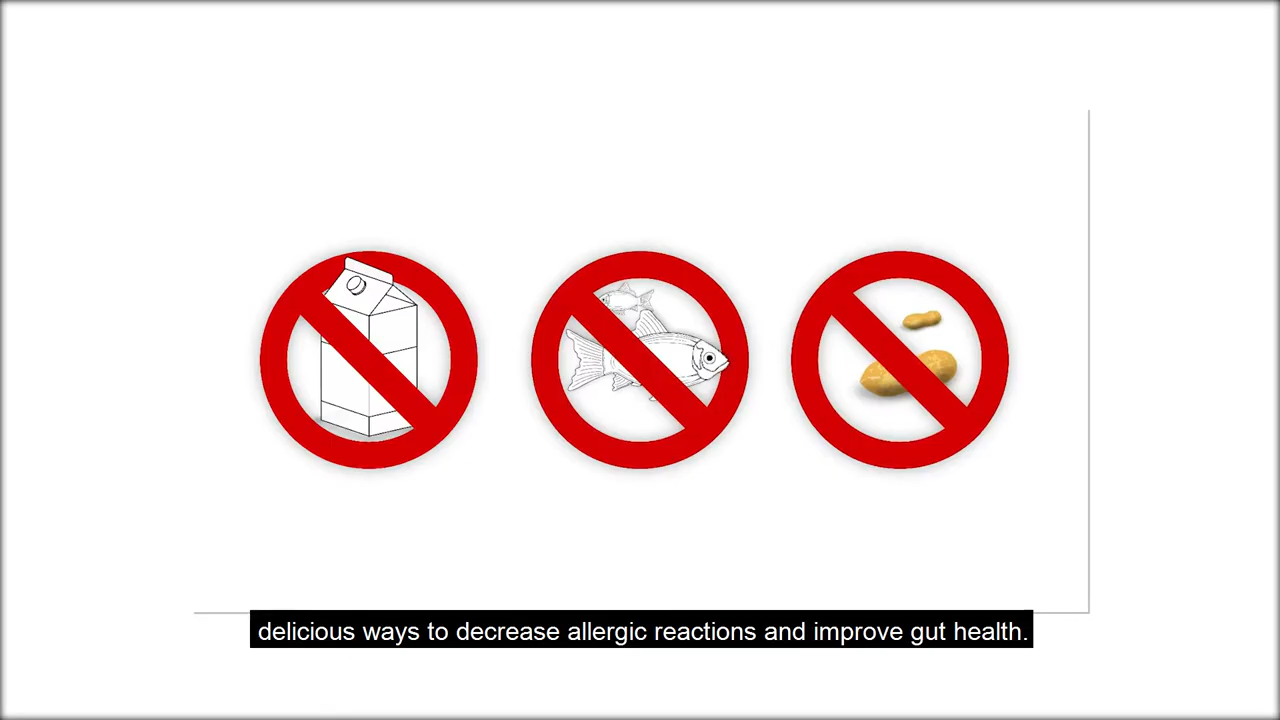 delicious ways to decrease allergic reactions and improve gut health.